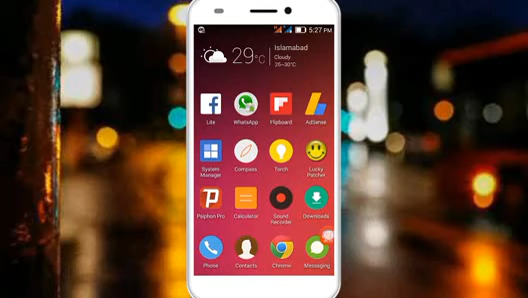 5:27 PM
29°C
Islamabad
Cloudy
25~30°C
Lite
WhatsApp
Flipboard
AdSense
System Manager
Compass
Torch
Lucky Patcher
Psiphon Pro
Calculator
Sound Recorder
Downloads
Phone
Contacts
Chrome
Messaging